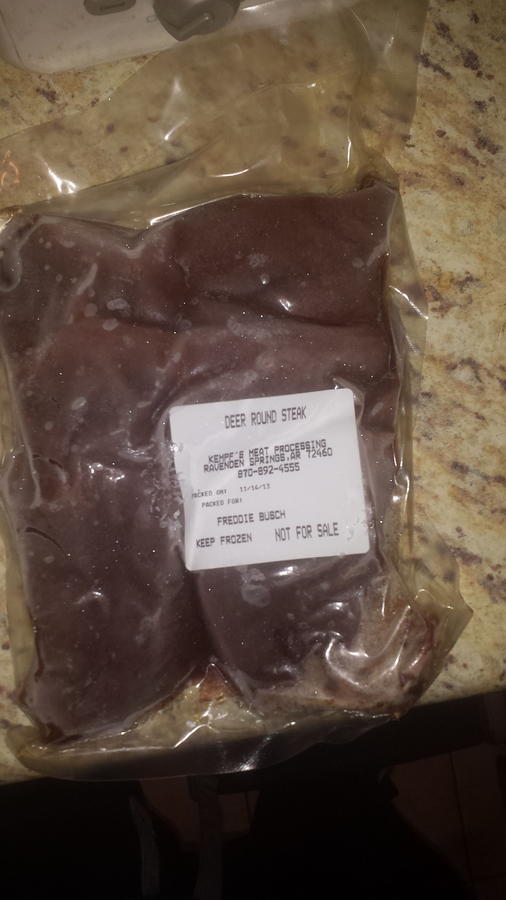 DEER ROUND STEAK
KEMPF'S MEAT PROCESSING
RAVENDEN SPRINGS,AR 72460
870-892-4555
PACKED ON: 11/14/13
PACKED FOR:
FREDDIE BUSCH
KEEP FROZEN NOT FOR SALE